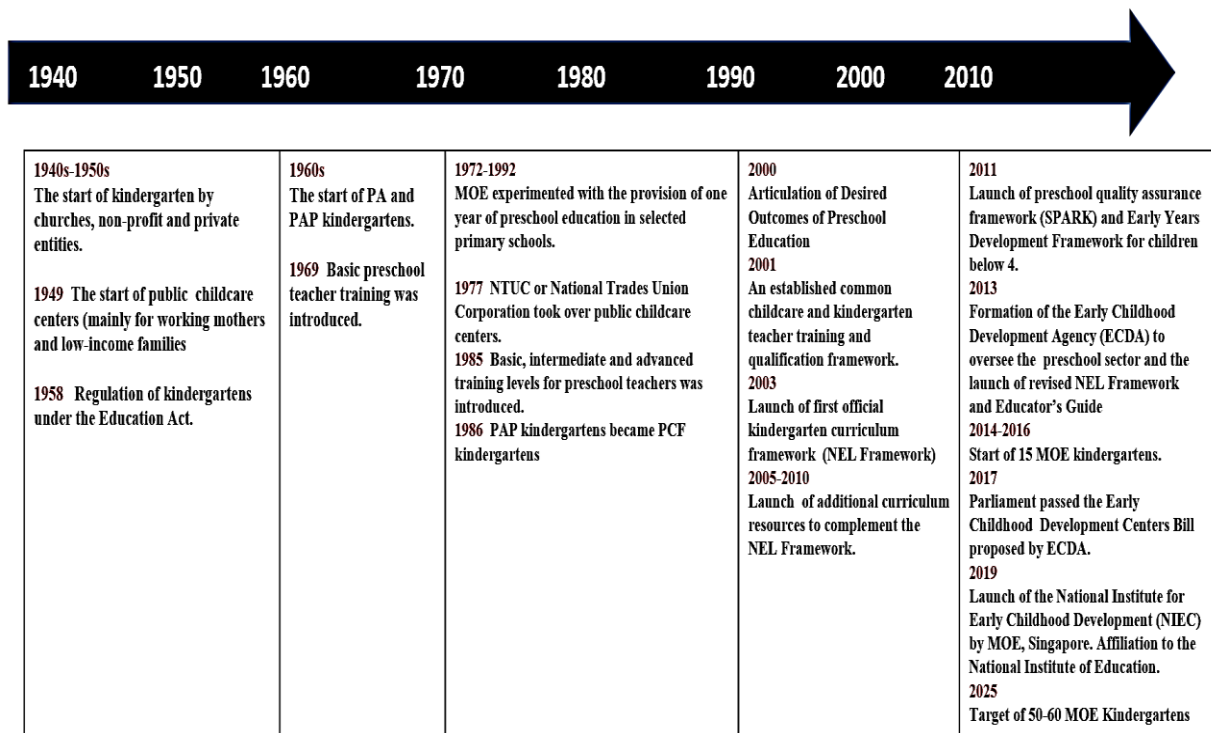 1940 1950 1960 1970 1980 1990 2000 2010
1940s-1950s
The start of kindergarten by
churches, non-profit and private
entities.
1949 The start of public childcare
centers (mainly for working mothers
and low-income families
1958 Regulation of kindergartens
under the Education Act.
1960s
The start of PA and
PAP kindergartens.
1969 Basic preschool
teacher training was
introduced.
1972-1992
MOE experimented with the provision of one
year of preschool education in selected
primary schools.
1977 NTUC or National Trades Union
Corporation took over public childcare
centers.
1985 Basic, intermediate and advanced
training levels for preschool teachers was
introduced.
1986 PAP kindergartens became PCF
kindergartens
2000
Articulation of Desired
Outcomes of Preschool
Education
2001
An established common
childcare and kindergarten
teacher training and
qualification framework.
2003
Launch of first official
kindergarten curriculum
framework (NEL Framework)
2005-2010
Launch of additional curriculum
resources to complement the
NEL Framework.
2011
Launch of preschool quality assurance
framework (SPARK) and Early Years
Development Framework for children
below 4.
2013
Formation of the Early Childhood
Development Agency (ECDA) to
oversee the preschool sector and the
launch of revised NEL Framework
and Educator's Guide
2014-2016
Start of 15 MOE kindergartens.
2017
Parliament passed the Early
Childhood Development Centers Bill
proposed by ECDA.
2019
Launch of the National Institute for
Early Childhood Development (NIEC)
by MOE, Singapore. Affiliation to the
National Institute of Education.
2025
Target of 50-60 MOE Kindergartens